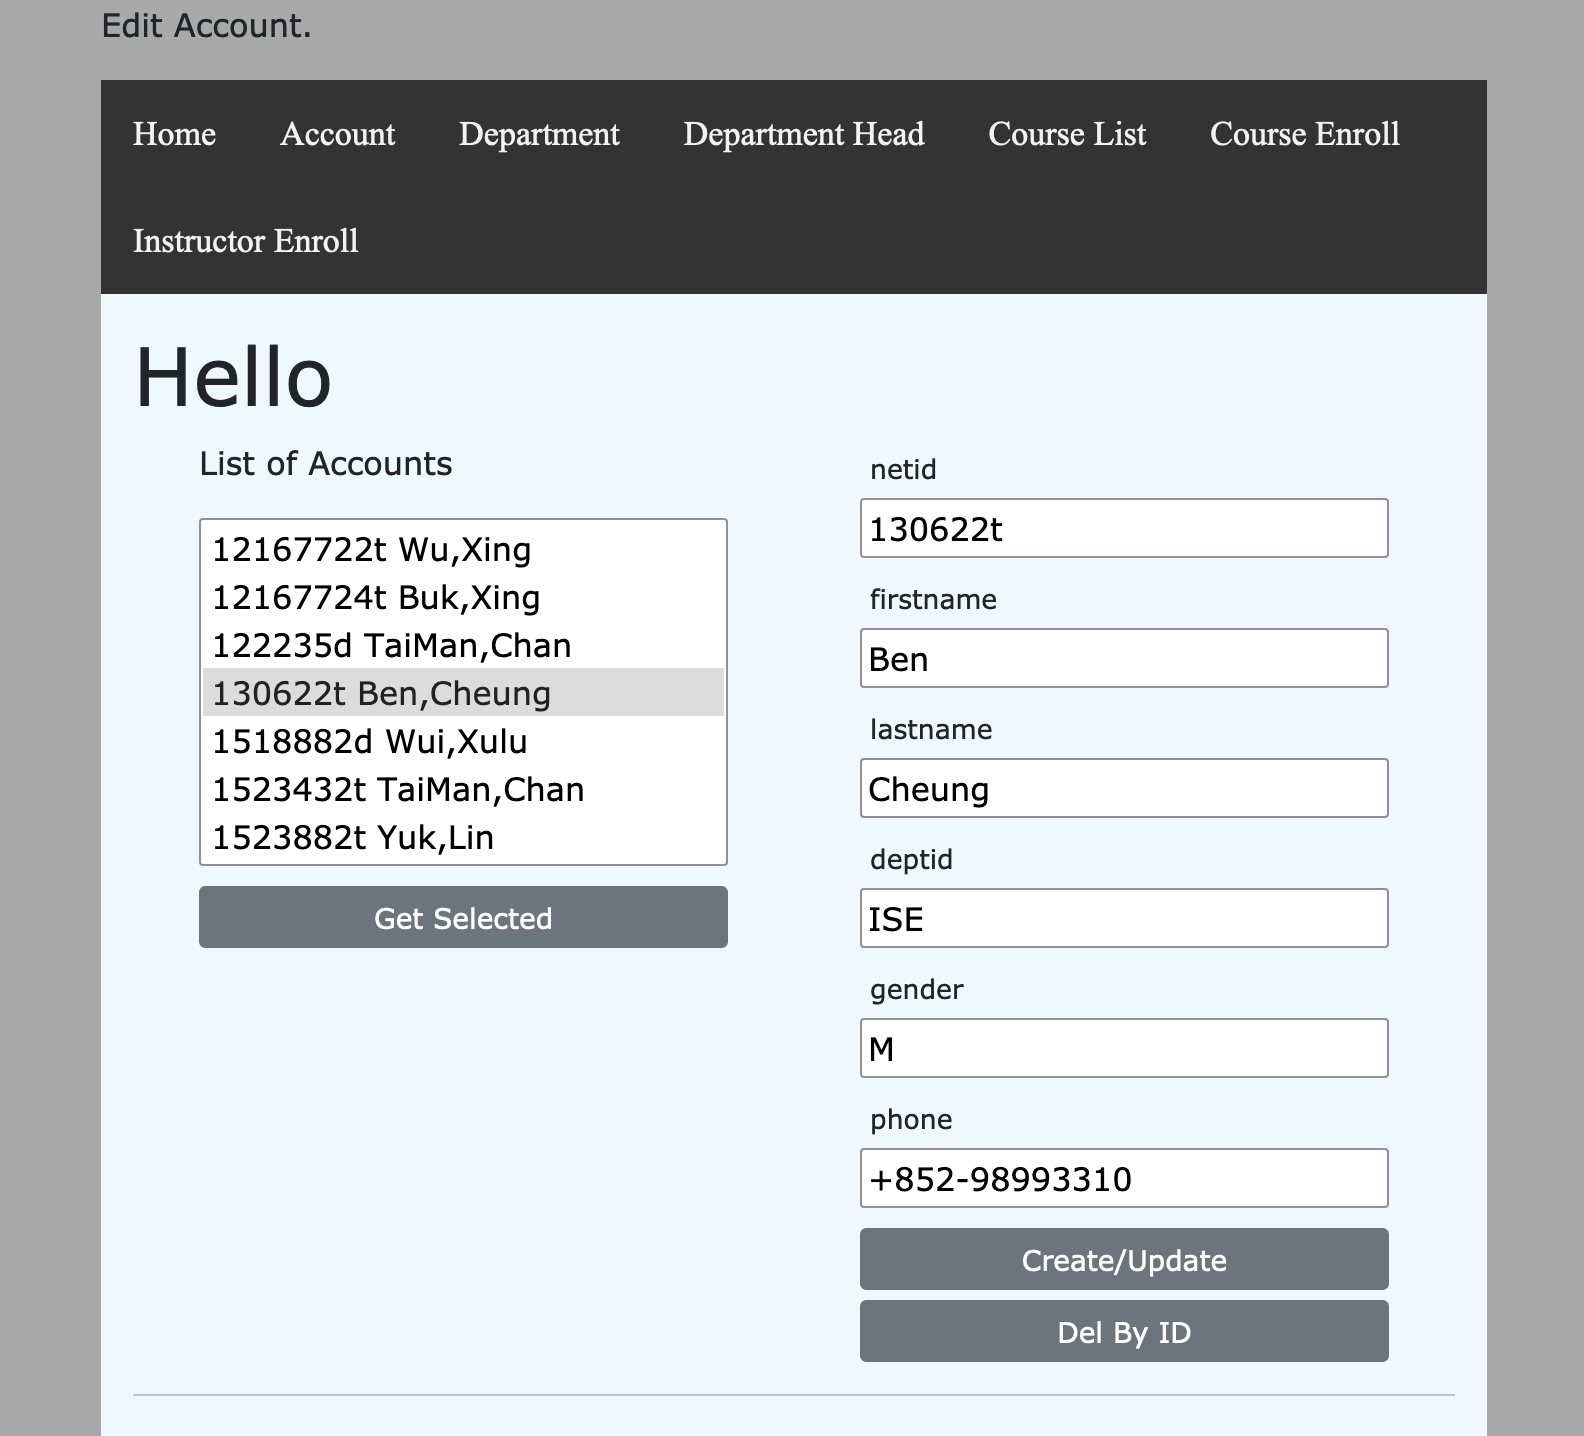 Edit Account.
Home Account Department Department Head Course List Course Enroll
Instructor Enroll
Hello
List of Accounts
12167722t Wu,Xing
12167724t Buk,Xing
122235d TaiMan,Chan
130622t Ben,Cheung
1518882d Wui,Xulu
1523432t TaiMan,Chan
1523882t Yuk,Lin
Get Selected
netid
130622t
firstname
Ben
lastname
Cheung
deptid
ISE
gender
M
phone
+852-98993310
Create/Update
Del By ID